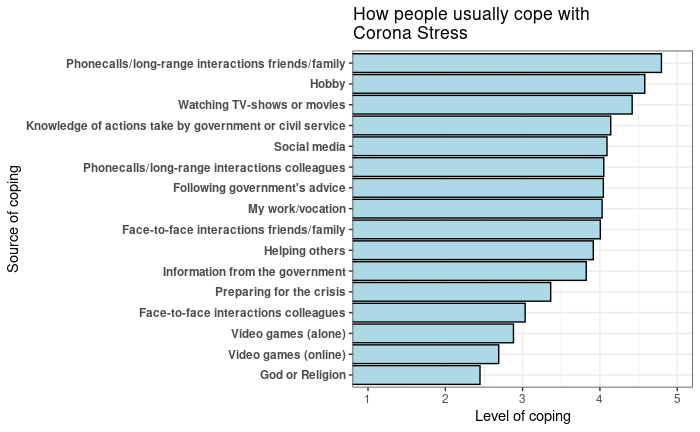 How people usually cope with
Corona Stress
Phonecalls/long-range interactions friends/family
Hobby
Watching TV-shows or movies
Knowledge of actions take by government or civil service
Social media
Phonecalls/long-range interactions colleagues
Following government's advice
My work/vocation
Face-to-face interactions friends/family
Helping others
Information from the government
Preparing for the crisis
Face-to-face interactions colleagues
Video games (alone)
Video games (online)
God or Religion
Source of coping
1 2 3 4 5
Level of coping